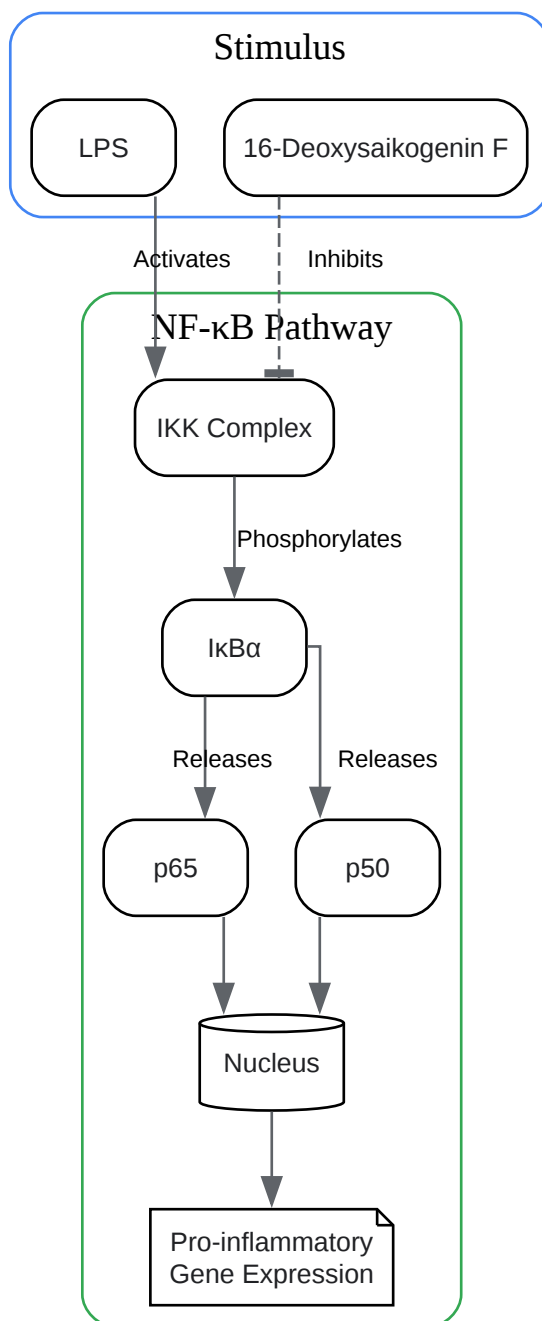 Stimulus
LPS
16-Deoxysaikogenin F
Activates
Inhibits
NF-κB Pathway
IKK Complex
Phosphorylates
IκBα
Releases
Releases
p65
p50
Nucleus
Pro-inflammatory
Gene Expression